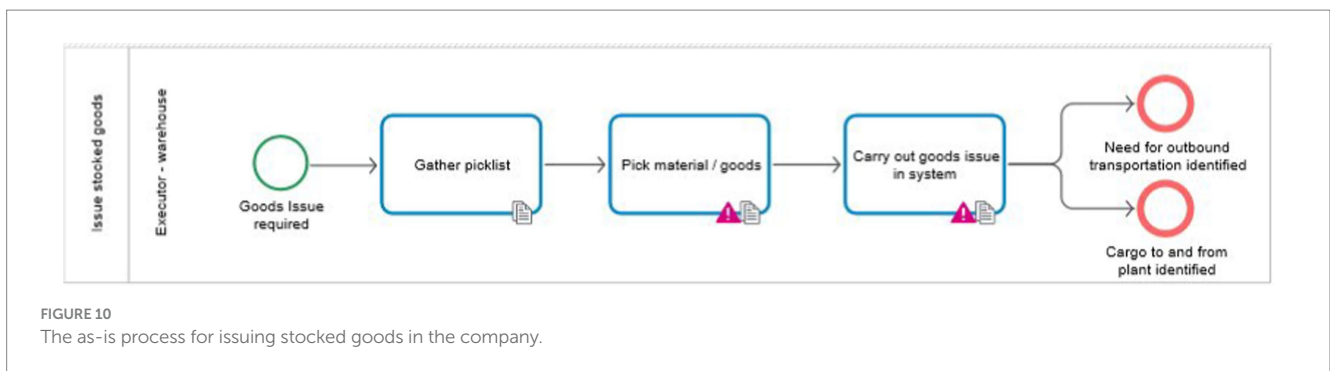 Issue stocked goods
Executor - warehouse
Goods Issue
required
Gather picklist
Pick material / goods
Carry out goods issue
in system
Need for outbound
transportation identified
Cargo to and from
plant identified
FIGURE 10
The as-is process for issuing stocked goods in the company.